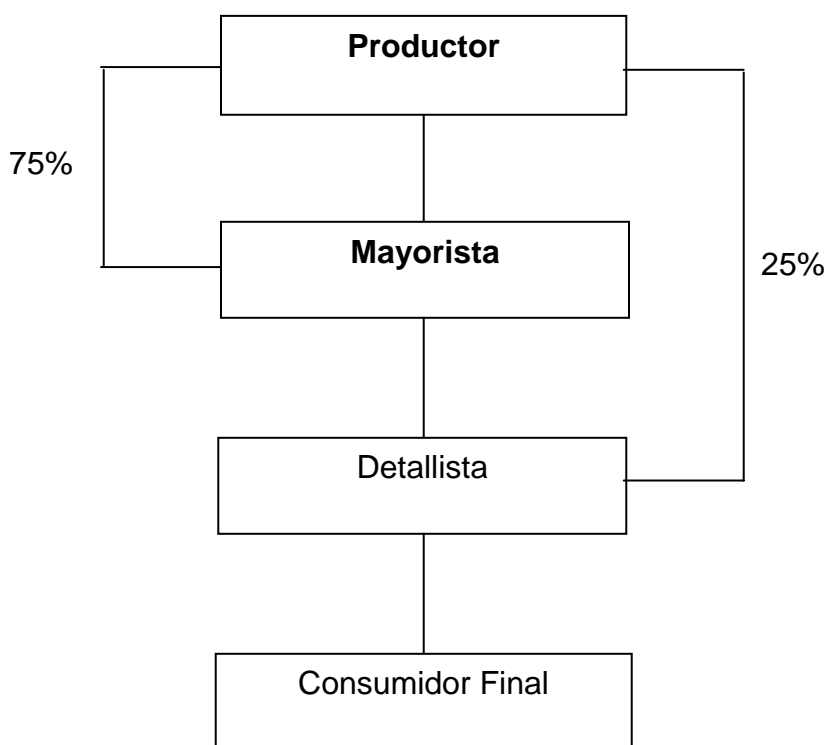 Productor
75%
Mayorista
25%
Detallista
Consumidor Final